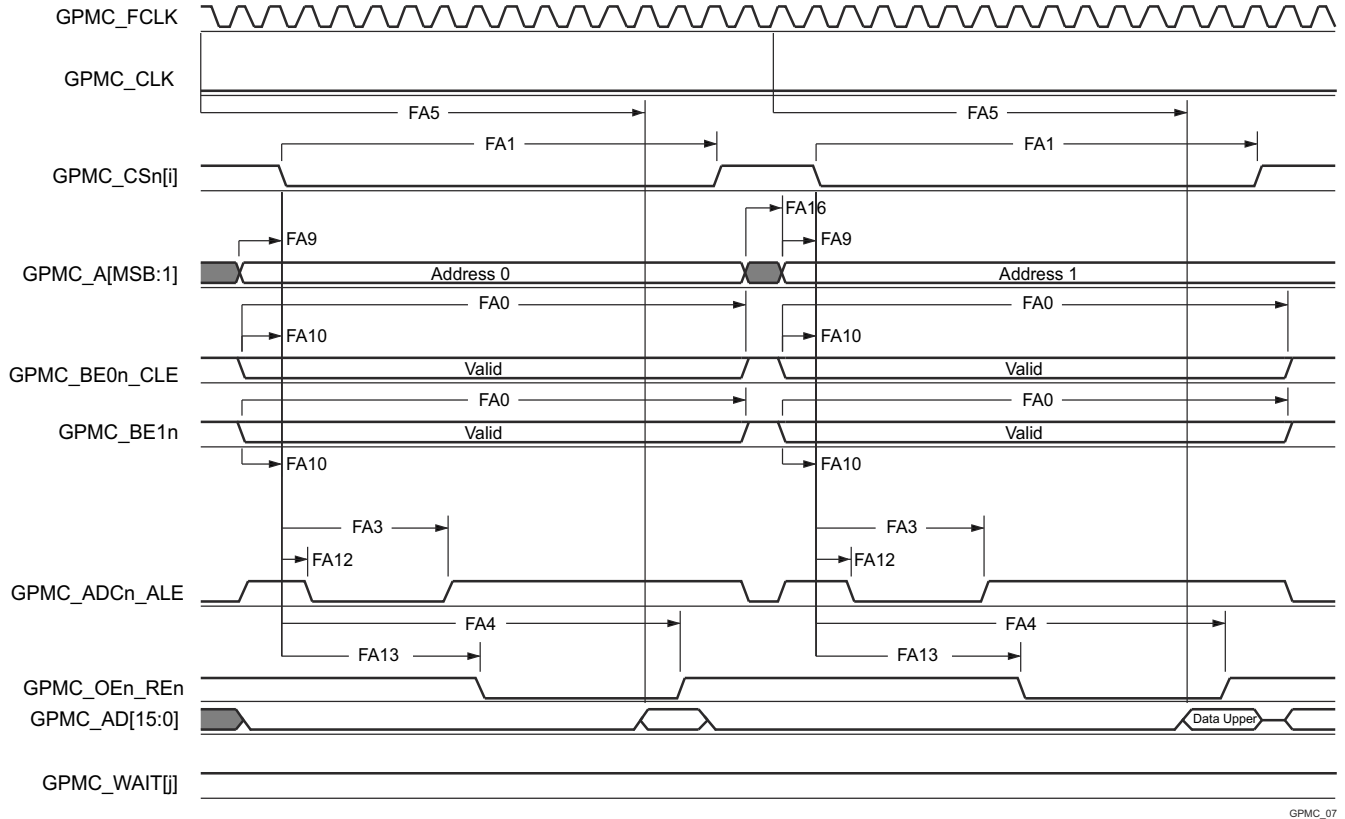 GPMC_FCLK
GPMC_CLK
FA5 FA5
FA1 FA1
GPMC_CSn[i]
FA16
FA9 FA9
GPMC_A[MSB:1] Address 0 Address 1
FA0 FA0
FA10 FA10
GPMC_BE0n_CLE Valid Valid
FA0 FA0
GPMC_BE1n Valid Valid
FA10 FA10
FA3 FA3
FA12 FA12
GPMC_ADCn_ALE
FA4 FA4
FA13 FA13
GPMC_OEn_REn
GPMC_AD[15:0] Data Upper
GPMC_WAIT[j]
GPMC_07